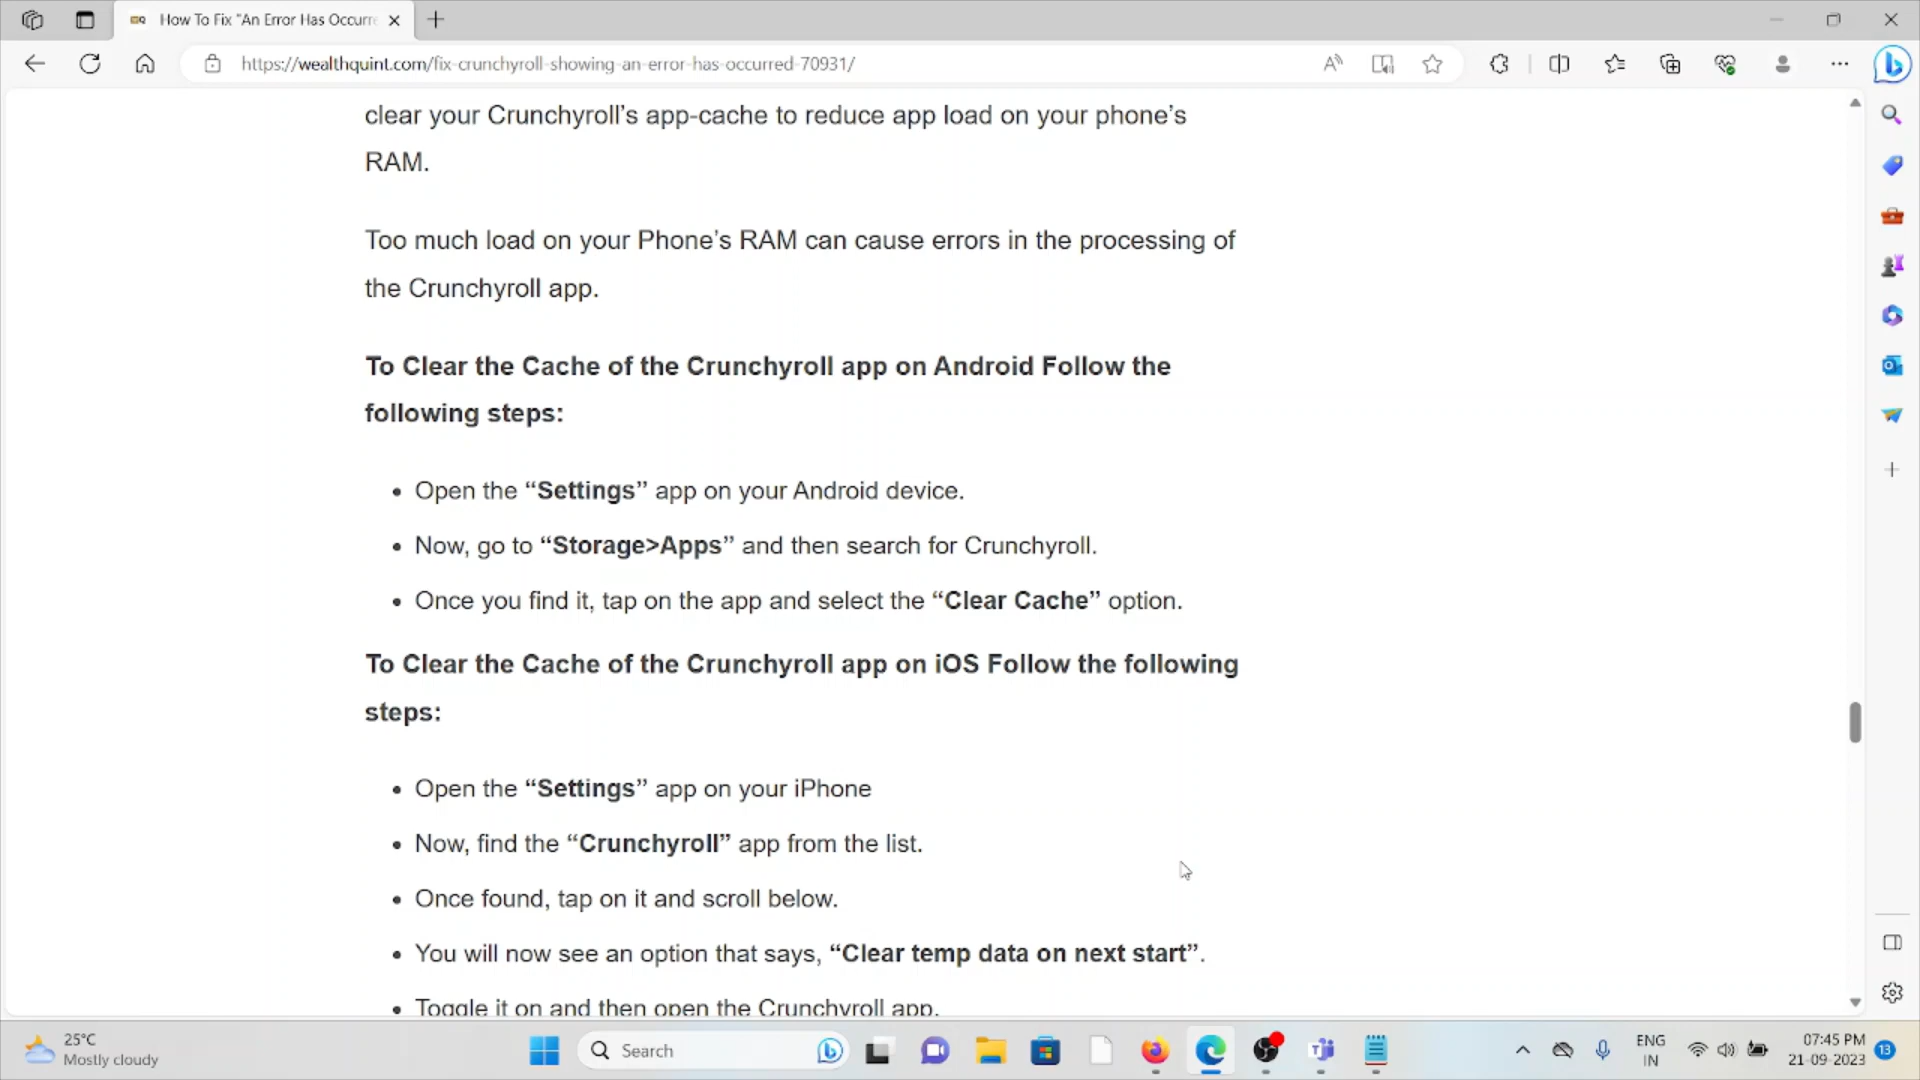 How To Fix "An Error Has Occurre
https://wealthquint.com/fix-crunchyroll-showing-an-error-has-occurred-70931/
clear your Crunchyroll’s app-cache to reduce app load on your phone’s
RAM.
Too much load on your Phone’s RAM can cause errors in the processing of
the Crunchyroll app.
To Clear the Cache of the Crunchyroll app on Android Follow the
following steps:
• Open the “Settings” app on your Android device.
• Now, go to “Storage>Apps” and then search for Crunchyroll.
• Once you find it, tap on the app and select the “Clear Cache” option.
To Clear the Cache of the Crunchyroll app on iOS Follow the following
steps:
• Open the “Settings” app on your iPhone
• Now, find the “Crunchyroll” app from the list.
• Once found, tap on it and scroll below.
• You will now see an option that says, “Clear temp data on next start”.
• Toggle it on and then open the Crunchyroll app.
25°C
Mostly cloudy
Search
ENG
IN
07:45 PM
21-09-2023
13